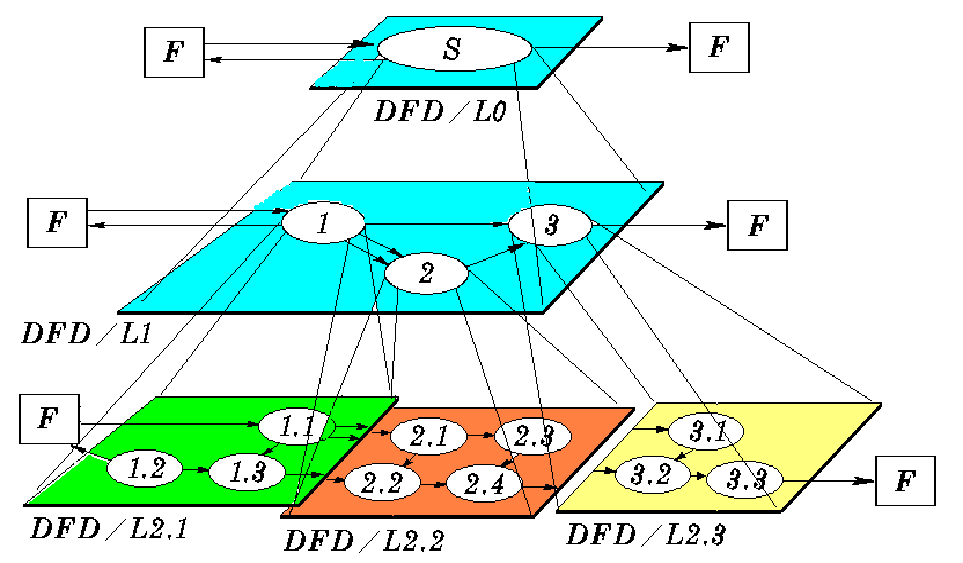 F
S
F
DFD/L0
F
1
3
F
2
DFD/L1
F
1.1
2.1
2.3
3.1
1.2
1.3
2.2
2.4
3.2
3.3
F
DFD/L2.1
DFD/L2.2
DFD/L2.3